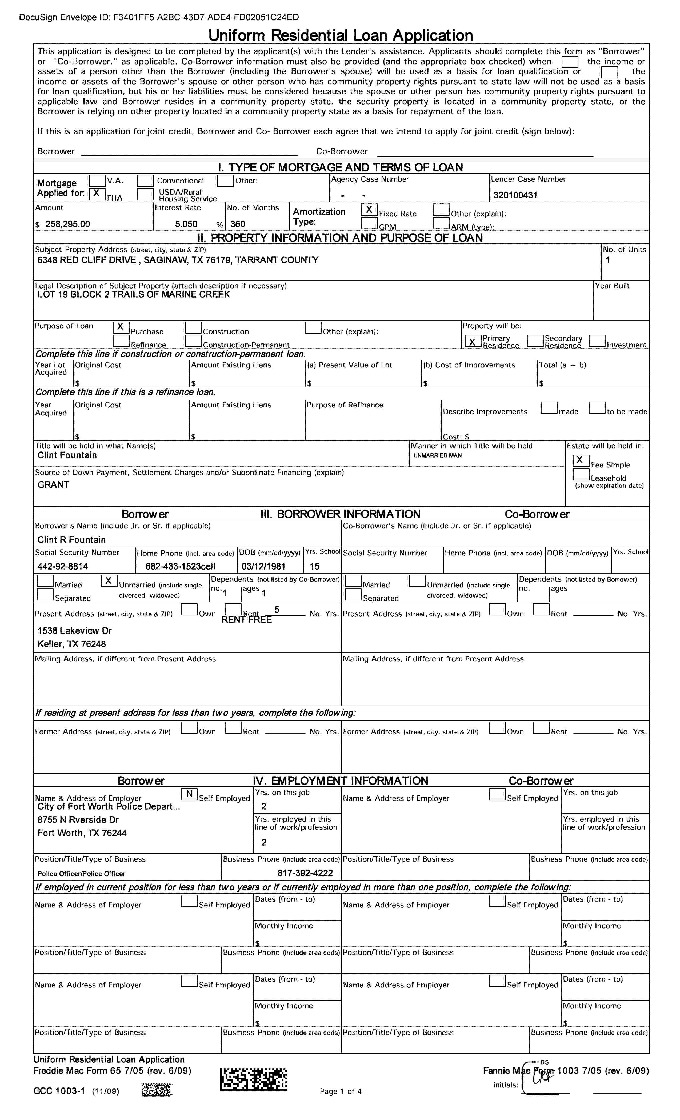 DocuSign Envelope ID: F3401FF5 A2BC 43D7 ADE4 FD02051C24ED
Uniform Residential Loan Application
This application is designed to be completed by the applicant(s) with the Lender's assistance. Applicants should complete this form as "Borrower"
or "Co-Borrower," as applicable. Co-Borrower information must also be provided (and the appropriate box checked) when the income or
assets of a person other than the Borrower (including the Borrower's spouse) will be used as a basis for loan qualification or the
income or assets of the Borrower's spouse or other person who has community property rights pursuant to state law will not be used as a basis
for loan qualification, but his or her liabilities must be considered because the spouse or other person has community property rights pursuant to
applicable law and Borrower resides in a community property state, the security property is located in a community property state, or the
Borrower is relying on other property located in a community property state as a basis for repayment of the loan.
If this is an application for joint credit, Borrower and Co- Borrower each agree that we intend to apply for joint credit (sign below):
Borrower Co-Borrower
I. TYPE OF MORTGAGE AND TERMS OF LOAN
Mortgage V.A. Conventional Other: Agency Case Number Lender Case Number
Applied for: X FHA USDA/Rural Housing Service - - 320100431
Amount Interest Rate No. of Months Amortization X Fixed Rate Other (explain):
$ 258,295.09 5.050 % 360 Type: GPM ARM (type):
II. PROPERTY INFORMATION AND PURPOSE OF LOAN
Subject Property Address (street, city, state & ZIP) No. of Units
6348 RED CLIFF DRIVE , SAGINAW, TX 76179, TARRANT COUNTY 1
Legal Description of Subject Property (attach description if necessary) Year Built
LOT 19 BLOCK 2 TRAILS OF MARINE CREEK
Purpose of Loan X Purchase Construction Other (explain): Property will be:
Refinance Construction-Permanent X Primary Residence Secondary Residence Investment
Complete this line if construction or construction-permanent loan.
Year Lot Acquired Original Cost Amount Existing Liens (a) Present Value of Lot (b) Cost of Improvements Total (a + b)
$ $ $ $ $
Complete this line if this is a refinance loan.
Year Acquired Original Cost Amount Existing Liens Purpose of Refinance Describe Improvements made to be made
$ $ Cost: $
Title will be held in what Name(s) Manner in which Title will be held Estate will be held in:
Clint Fountain UNMARRIED MAN X Fee Simple
Source of Down Payment, Settlement Charges and/or Subordinate Financing (explain) Leasehold
GRANT (show expiration date)
Borrower III. BORROWER INFORMATION Co-Borrower
Borrower's Name (include Jr. or Sr. if applicable) Co-Borrower's Name (include Jr. or Sr. if applicable)
Clint R Fountain
Social Security Number Home Phone (incl. area code) DOB (mm/dd/yyyy) Yrs. School Social Security Number Home Phone (incl. area code) DOB (mm/dd/yyyy) Yrs. School
442-92-8814 682-433-1523cell 03/12/1981 15
Married X Unmarried (include single, divorced, widowed) Dependents (not listed by Co-Borrower) Married Unmarried (include single, divorced, widowed) Dependents (not listed by Borrower)
Separated no. 1 ages 1 Separated no. ages
Present Address (street, city, state & ZIP) Own Rent 5 No. Yrs. Present Address (street, city, state & ZIP) Own Rent No. Yrs.
RENT FREE
1538 Lakeview Dr
Keller, TX 76248
Mailing Address, if different from Present Address Mailing Address, if different from Present Address
If residing at present address for less than two years, complete the following:
Former Address (street, city, state & ZIP) Own Rent No. Yrs. Former Address (street, city, state & ZIP) Own Rent No. Yrs.
Borrower IV. EMPLOYMENT INFORMATION Co-Borrower
Name & Address of Employer N Self Employed Yrs. on this job Name & Address of Employer Self Employed Yrs. on this job
City of Fort Worth Police Depart... 2
8755 N Rverside Dr Yrs. employed in this line of work/profession Yrs. employed in this line of work/profession
Fort Worth, TX 76244 2
Position/Title/Type of Business Business Phone (include area code) Position/Title/Type of Business Business Phone (include area code)
Police Officer/Police Officer 817-392-4222
If employed in current position for less than two years or if currently employed in more than one position, complete the following:
Name & Address of Employer Self Employed Dates (from - to) Name & Address of Employer Self Employed Dates (from - to)
Monthly Income Monthly Income
$ $
Position/Title/Type of Business Business Phone (include area code) Position/Title/Type of Business Business Phone (include area code)
Name & Address of Employer Self Employed Dates (from - to) Name & Address of Employer Self Employed Dates (from - to)
Monthly Income Monthly Income
$ $
Position/Title/Type of Business Business Phone (include area code) Position/Title/Type of Business Business Phone (include area code)
Uniform Residential Loan Application
Freddie Mac Form 65 7/05 (rev. 6/09) Fannie Mae Form 1003 7/05 (rev. 6/09)
DS
initials:
GCC 1003-1 (11/09) Page 1 of 4